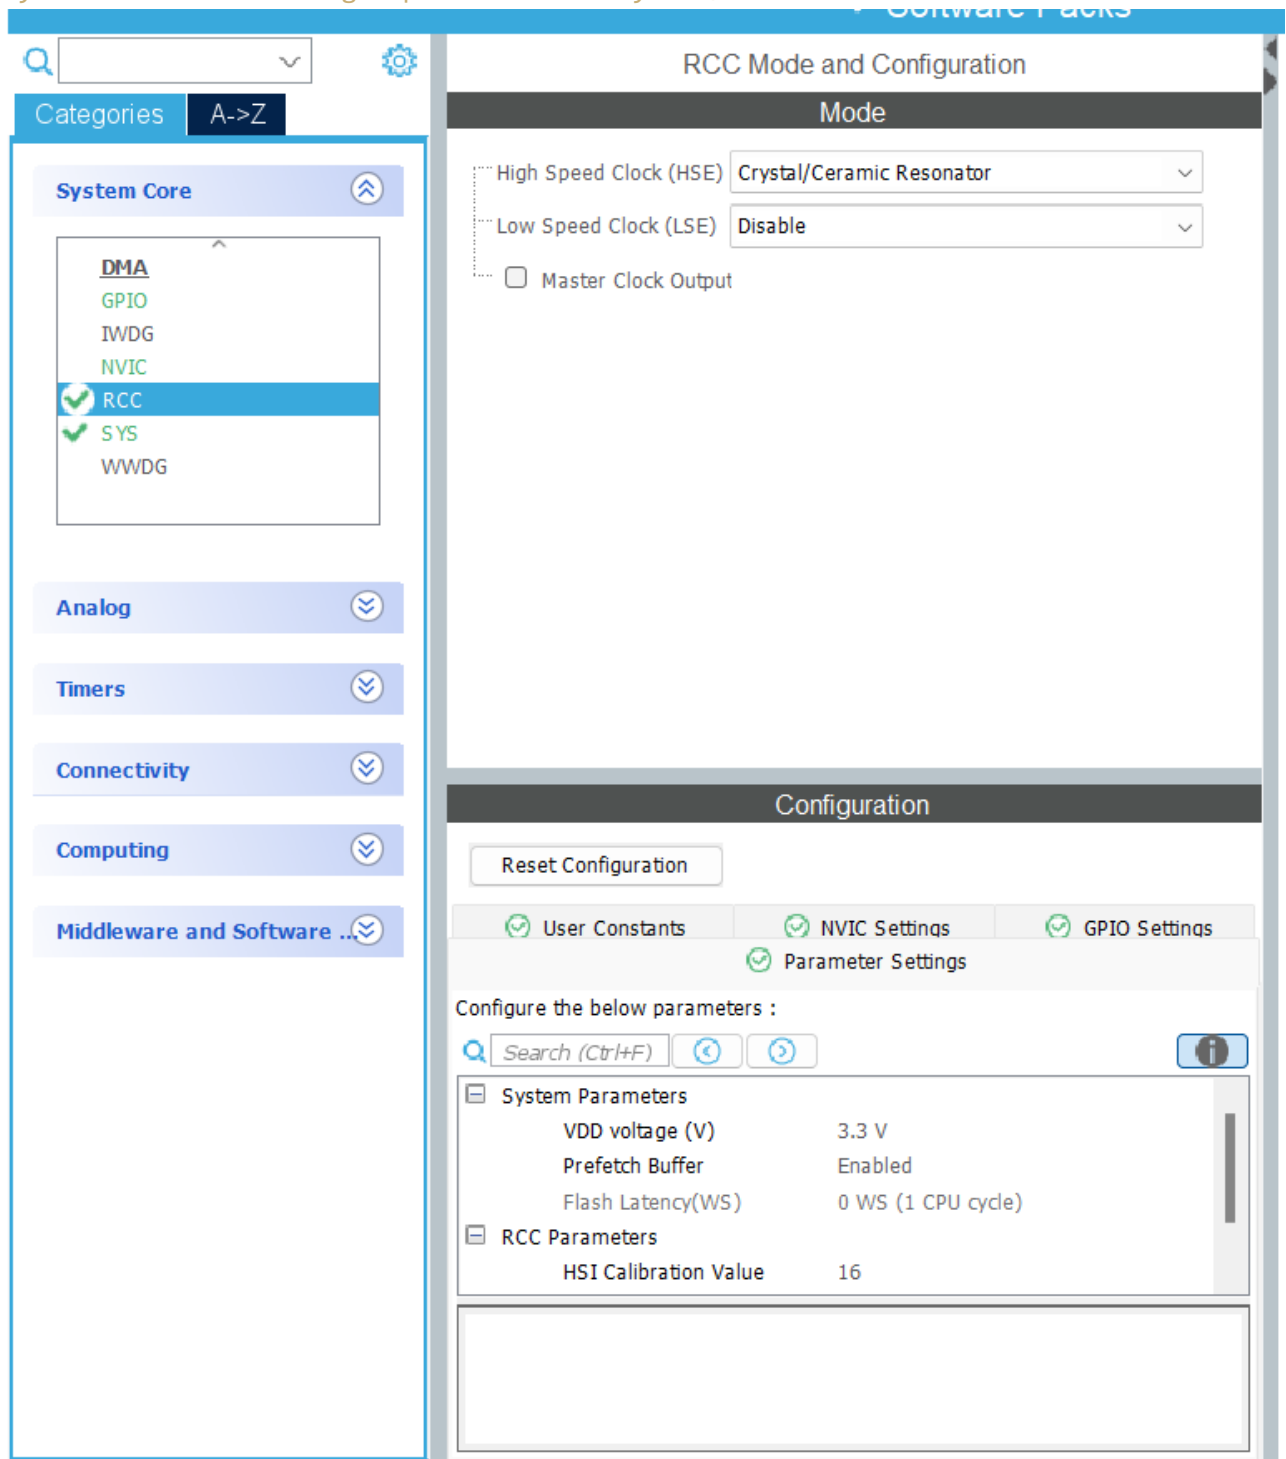 RCC Mode and Configuration
Categories
A->Z
Mode
High Speed Clock (HSE) Crystal/Ceramic Resonator
Low Speed Clock (LSE) Disable
Master Clock Output
System Core
DMA
GPIO
IWDG
NVIC
RCC
SYS
WWDG
Analog
Timers
Connectivity
Computing
Middleware and Software ...
Configuration
Reset Configuration
User Constants
NVIC Settings
GPIO Settings
Parameter Settings
Configure the below parameters :
Search (Ctrl+F)
System Parameters
VDD voltage (V) 3.3 V
Prefetch Buffer Enabled
Flash Latency(WS) 0 WS (1 CPU cycle)
RCC Parameters
HSI Calibration Value 16